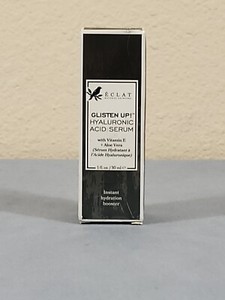 ÉCLAT
GLISTEN UP!
HYALURONIC
ACID SERUM
with Vitamin E
+ Aloe Vera
(Sérum Hydratant à
l'Acide Hyaluronique)
1 fl oz / 30 ml e
Instant
hydration
booster